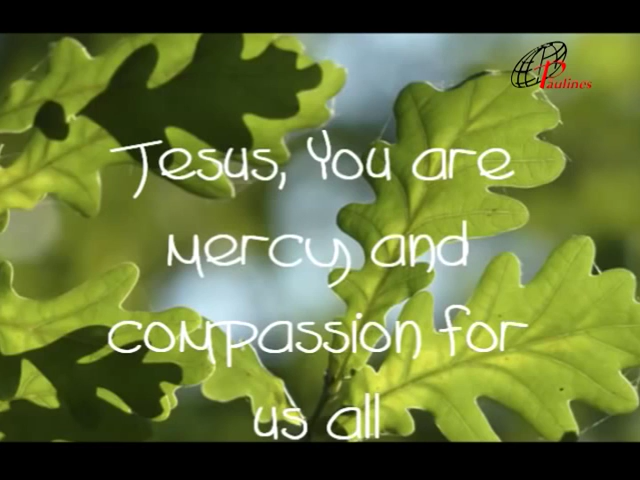 Paulines
Jesus, You are
mercy and
compassion for
us all